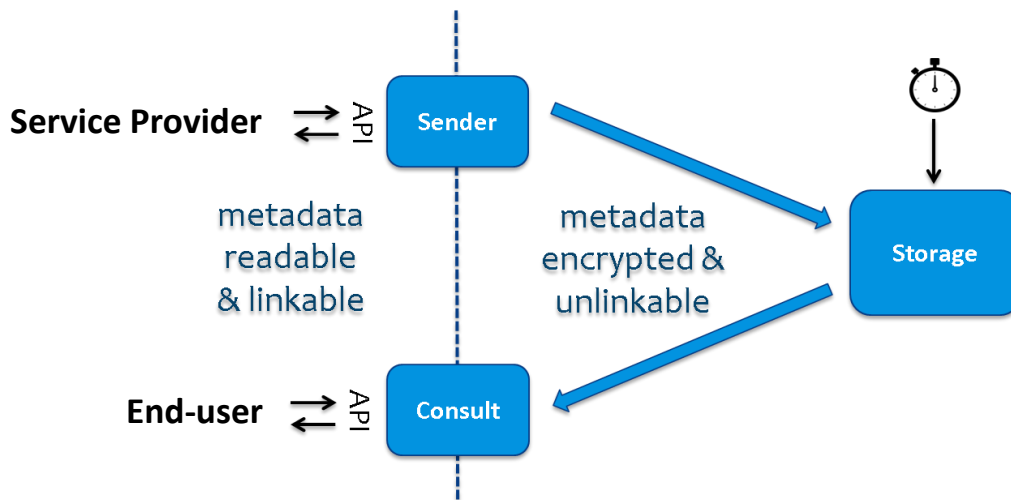 Service Provider
API
Sender
metadata
readable
& linkable
metadata
encrypted &
unlinkable
Storage
End-user
API
Consult